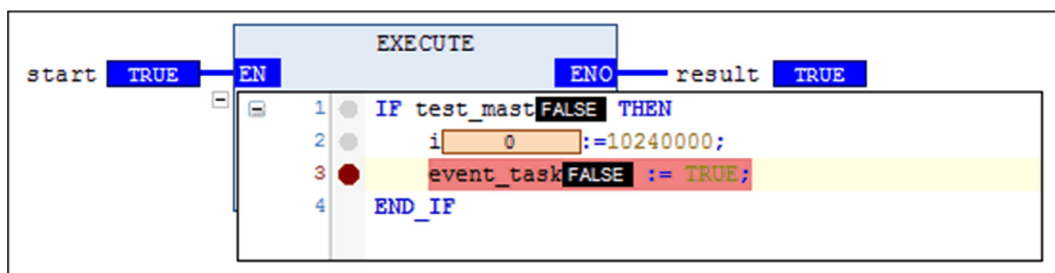 EXECUTE
start TRUE EN ENO result TRUE
1 IF test_mast FALSE THEN
2 i 0 :=10240000;
3 event_task FALSE := TRUE;
4 END_IF